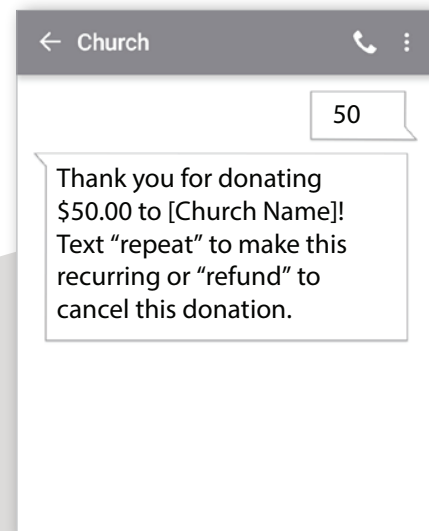 Church
50
Thank you for donating
$50.00 to [Church Name]!
Text “repeat” to make this
recurring or “refund” to
cancel this donation.